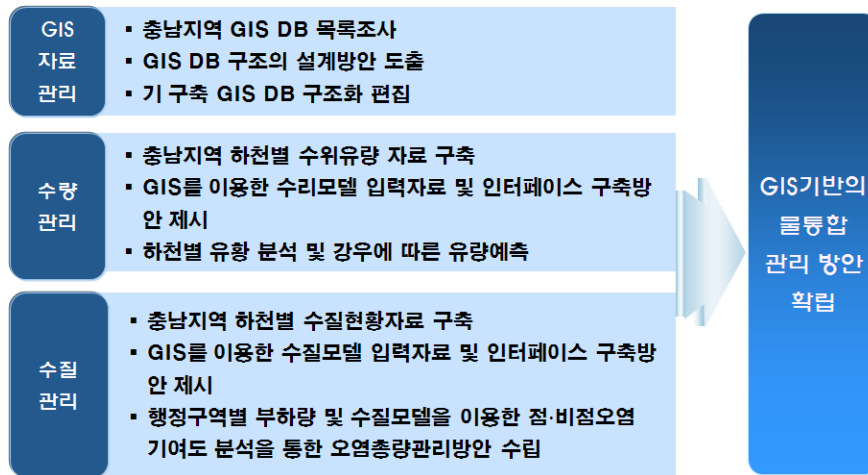 GIS
자료
관리
▪ 충남지역 GIS DB 목록조사
▪ GIS DB 구조의 설계방안 도출
▪ 기 구축 GIS DB 구조화 편집
수량
관리
▪ 충남지역 하천별 수위유량 자료 구축
▪ GIS를 이용한 수리모델 입력자료 및 인터페이스 구축방
안 제시
▪ 하천별 유황 분석 및 강우에 따른 유량예측
수질
관리
▪ 충남지역 하천별 수질현황자료 구축
▪ GIS를 이용한 수질모델 입력자료 및 인터페이스 구축방
안 제시
▪ 행정구역별 부하량 및 수질모델을 이용한 점·비점오염
기여도 분석을 통한 오염총량관리방안 수립
GIS기반의
물통합
관리 방안
확립